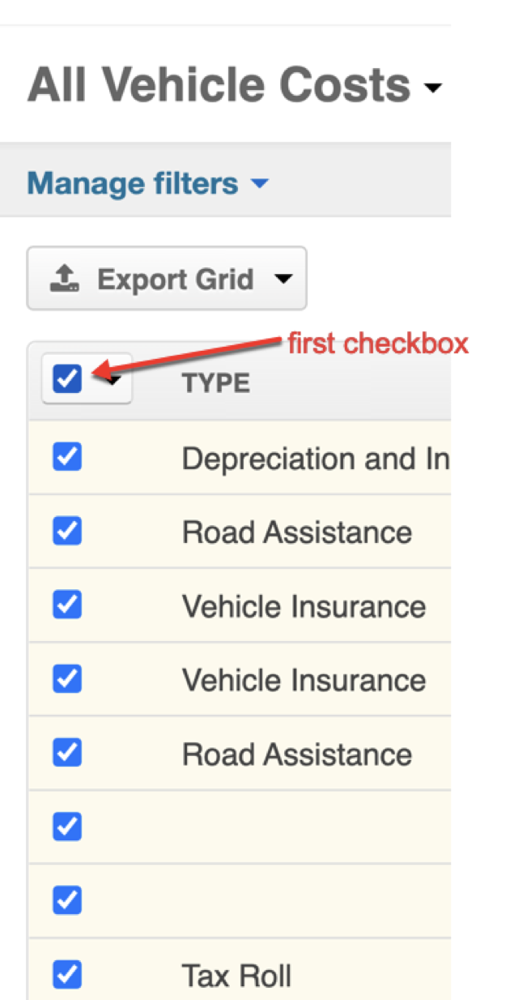 All Vehicle Costs
Manage filters
Export Grid
first checkbox
TYPE
Depreciation and In
Road Assistance
Vehicle Insurance
Vehicle Insurance
Road Assistance
Tax Roll